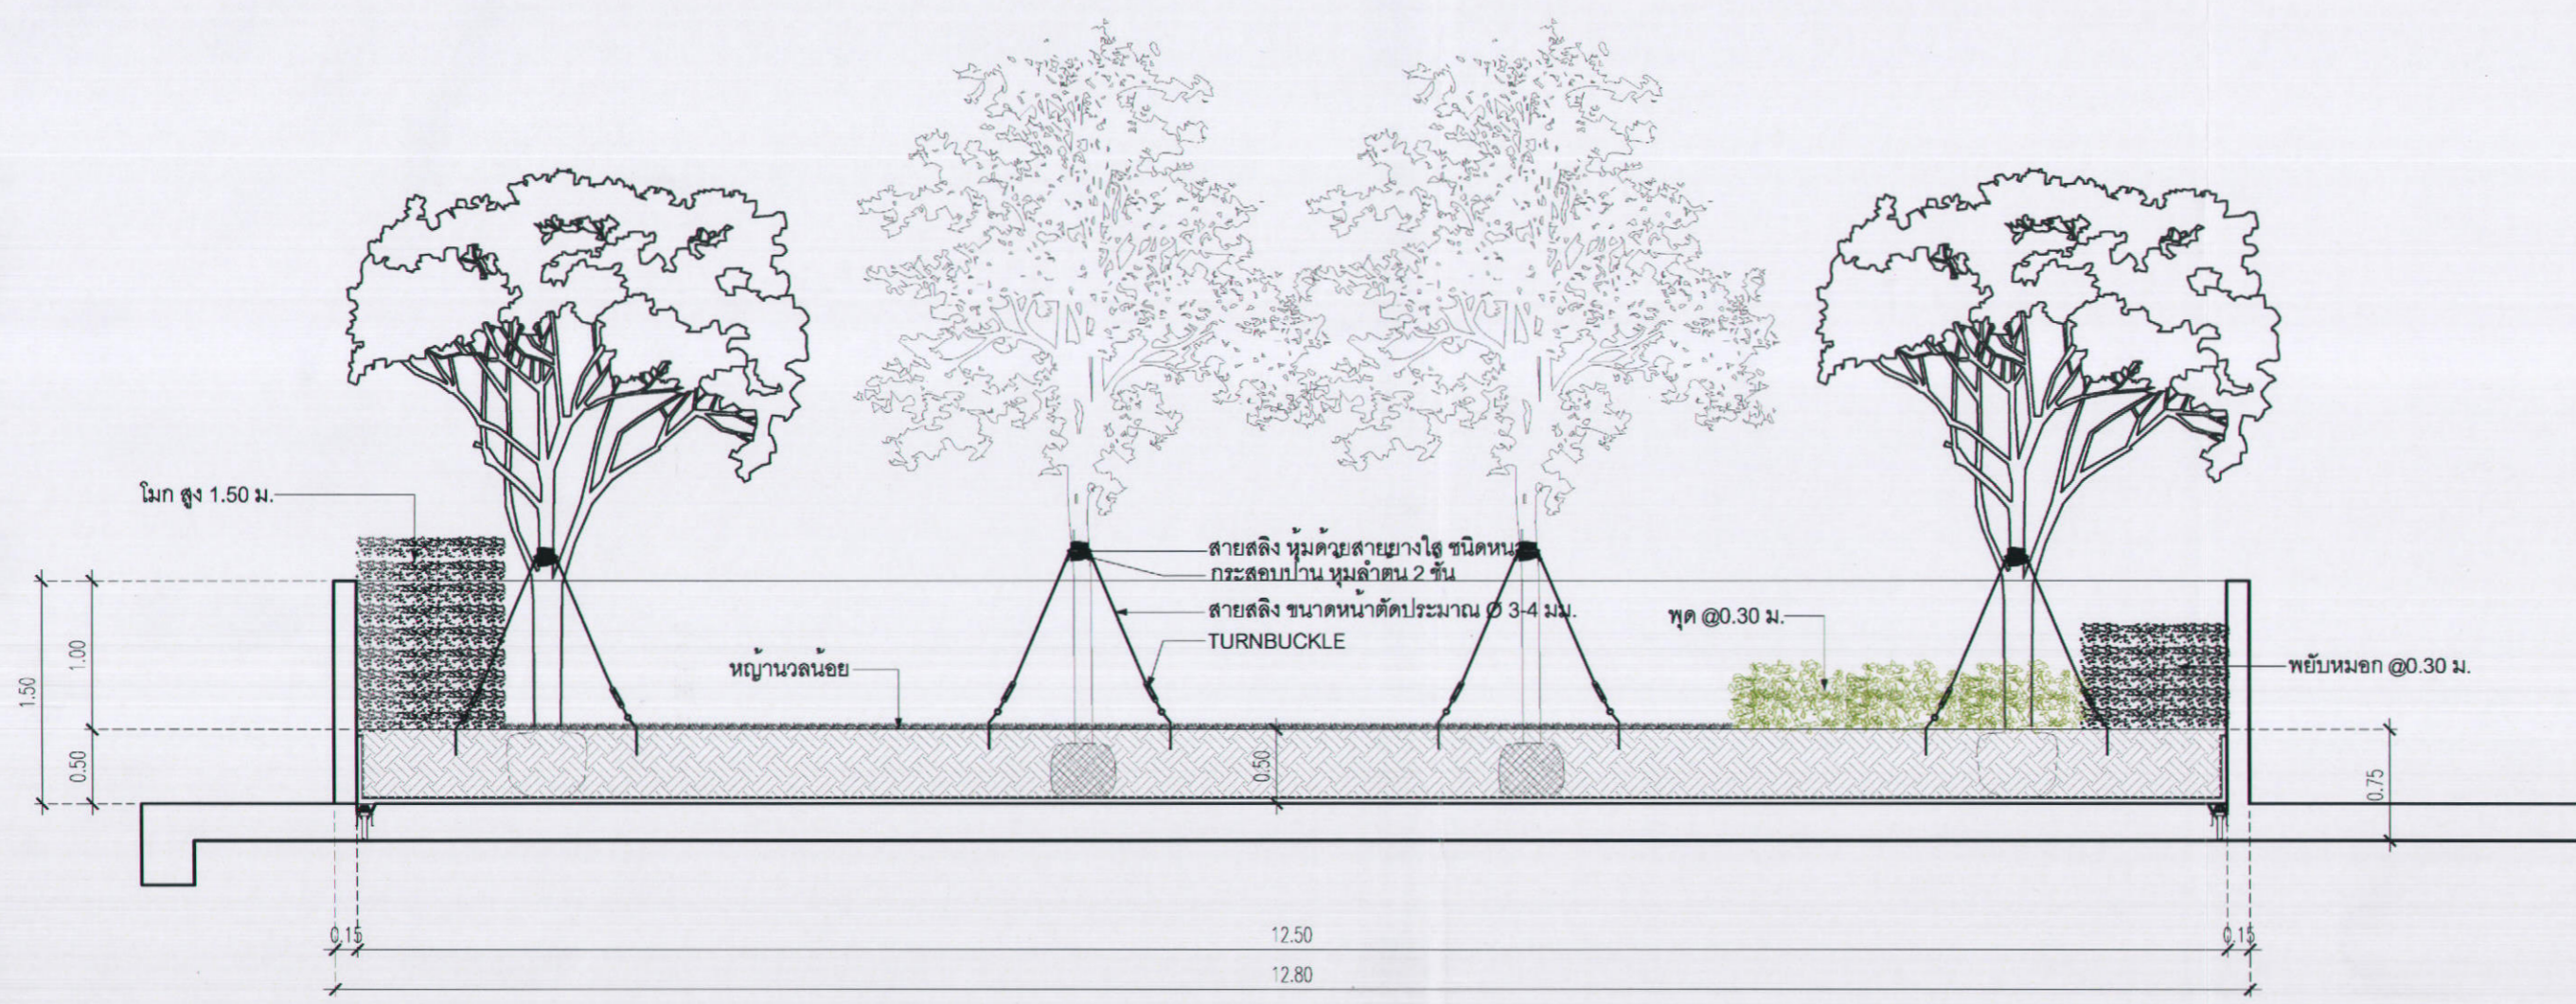 โมก สูง 1.50 ม.
สายสลิง หุ้มด้วยสายยางใส ชนิดหนา
กระสอบป่าน หุ้มลำต้น 2 ชั้น
สายสลิง ขนาดหน้าตัดประมาณ Ø 3-4 มม.
TURNBUCKLE
พุด @0.30 ม.
หญ้านวลน้อย
พยับหมอก @0.30 ม.
1.50
1.00
0.50
0.50
0.75
0.15
12.50
0.15
12.80